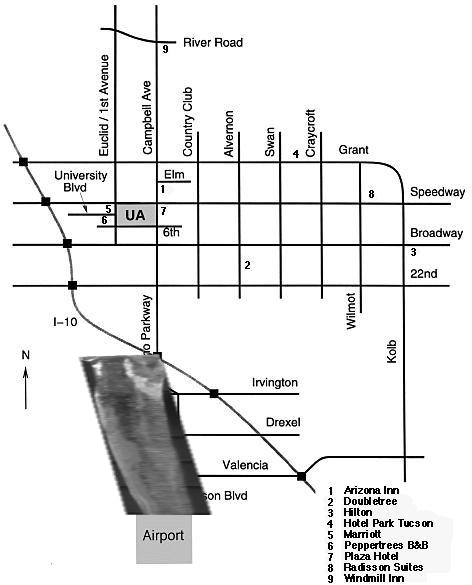 9 River Road
Euclid / 1st Avenue
Campbell Ave
Country Club
Alvernon
Swan
Craycroft
4
Grant
University
Blvd
Elm
1
8
Speedway
5
UA
7
6
6th
Broadway
3
2
22nd
I-10
Wilmot
Kolb
N
Parkway
Irvington
Drexel
Valencia
Blvd
Airport
1 Arizona Inn
2 Doubletree
3 Hilton
4 Hotel Park Tucson
5 Marriott
6 Peppertrees B&B
7 Plaza Hotel
8 Radisson Suites
9 Windmill Inn